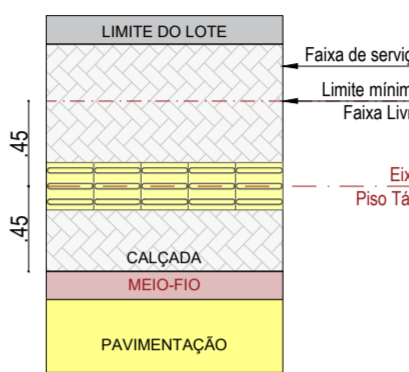 LIMITE DO LOTE
Faixa de serviç
Limite mínim
Faixa Livr
.45
Eix
Piso Tá
.45
CALÇADA
MEIO-FIO
PAVIMENTAÇÃO